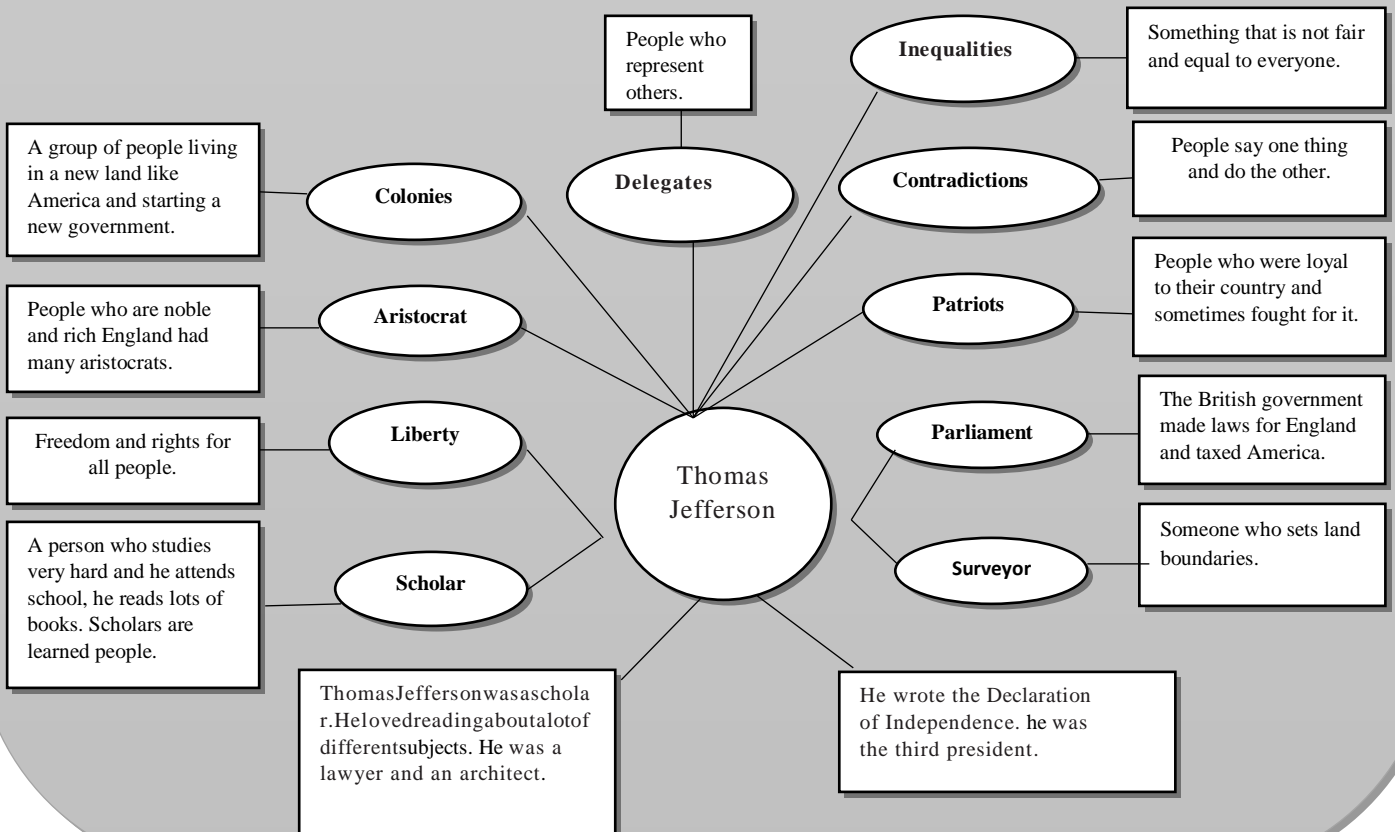 People who
represent
others.
Inequalities
Something that is not fair
and equal to everyone.
A group of people living
in a new land like
America and starting a
new government.
Colonies
Delegates
Contradictions
People say one thing
and do the other.
People who are noble
and rich England had
many aristocrats.
Aristocrat
Patriots
People who were loyal
to their country and
sometimes fought for it.
Freedom and rights for
all people.
Liberty
Thomas
Jefferson
Parliament
The British government
made laws for England
and taxed America.
A person who studies
very hard and he attends
school, he reads lots of
books. Scholars are
learned people.
Scholar
Surveyor
Someone who sets land
boundaries.
ThomasJeffersonwasaschola
r.Helovedreadingaboutalotof
differentsubjects. He was a
lawyer and an architect.
He wrote the Declaration
of Independence. he was
the third president.